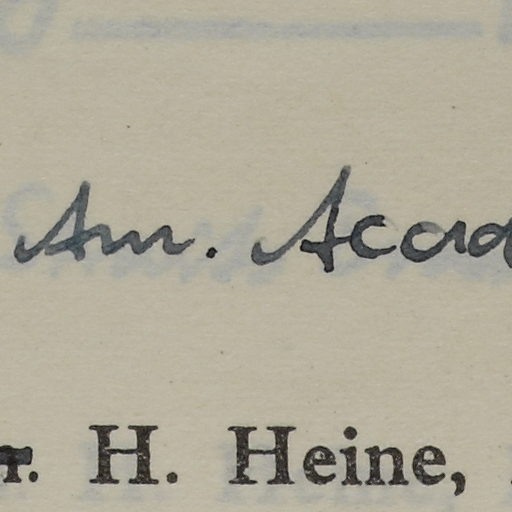 Am. Acad
r. H. Heine,